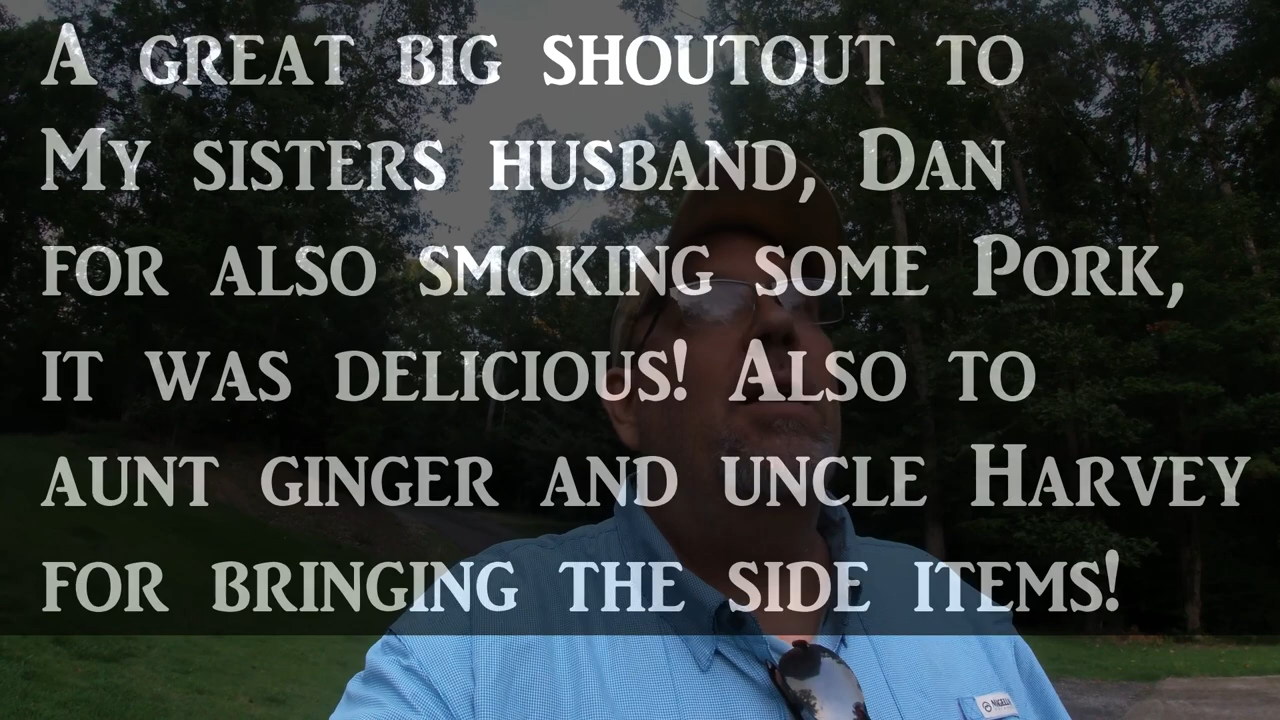 A GREAT BIG SHOUTOUT TO
MY SISTERS HUSBAND, DAN
FOR ALSO SMOKING SOME PORK,
IT WAS DELICIOUS! ALSO TO
AUNT GINGER AND UNCLE HARVEY
FOR BRINGING THE SIDE ITEMS!